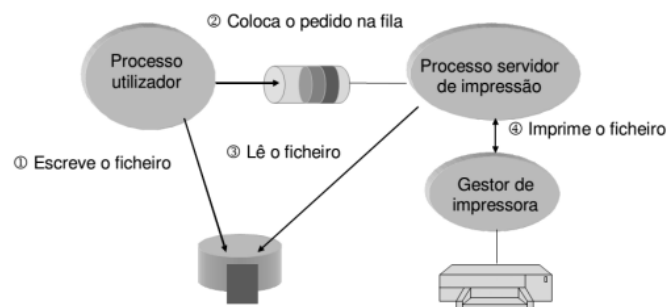 ② Coloca o pedido na fila
Processo
utilizador
Processo servidor
de impressão
① Escreve o ficheiro
③ Lê o ficheiro
④ Imprime o ficheiro
Gestor de
impressora